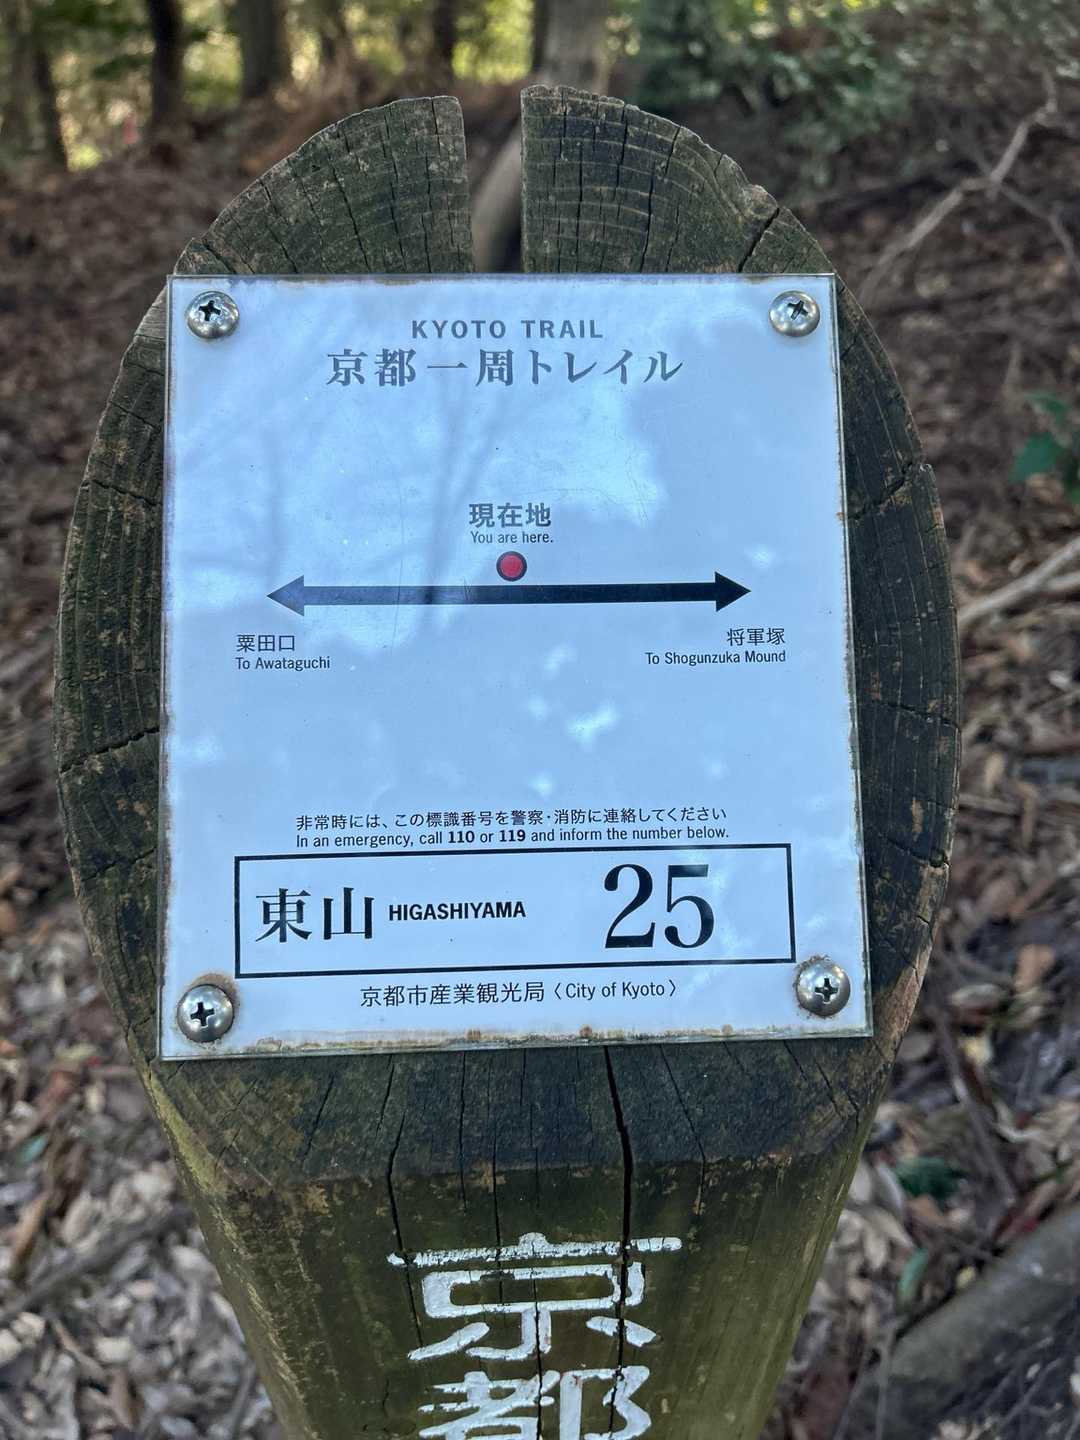 KYOTO TRAIL
京都一周トレイル
現在地
You are here.
粟田口
To Awataguchi
将軍塚
To Shogunzuka Mound
非常時には、この標識番号を警察・消防に連絡してください
In an emergency, call 110 or 119 and inform the number below.
東山 HIGASHIYAMA 25
京都市産業観光局〈City of Kyoto〉
京都